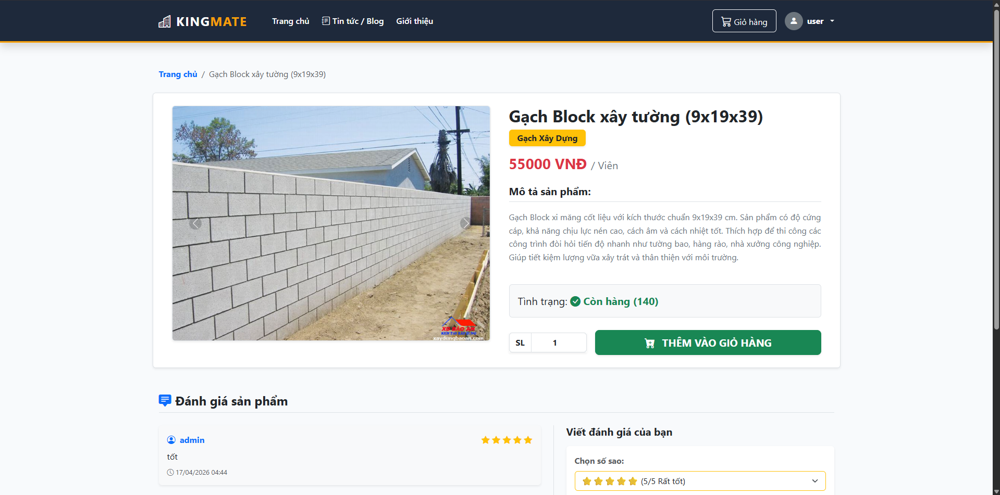 KINGMATE
Trang chủ
Tin tức / Blog
Giới thiệu
Giỏ hàng
user
Trang chủ / Gạch Block xây tường (9x19x39)
Gạch Block xây tường (9x19x39)
Gạch Xây Dựng
55000 VNĐ / Viên
Mô tả sản phẩm:
Gạch Block xi măng cốt liệu với kích thước chuẩn 9x19x39 cm. Sản phẩm có độ cứng
cáp, khả năng chịu lực nén cao, cách âm và cách nhiệt tốt. Thích hợp để thi công các
công trình đòi hỏi tiến độ nhanh như tường bao, hàng rào, nhà xưởng công nghiệp.
Giúp tiết kiệm lượng vữa xây trát và thân thiện với môi trường.
Tình trạng: Còn hàng (140)
SL 1
THÊM VÀO GIỎ HÀNG
xaydungbaoan.com
Đánh giá sản phẩm
admin
tốt
17/04/2026 04:44
Viết đánh giá của bạn
Chọn số sao:
(5/5 Rất tốt)